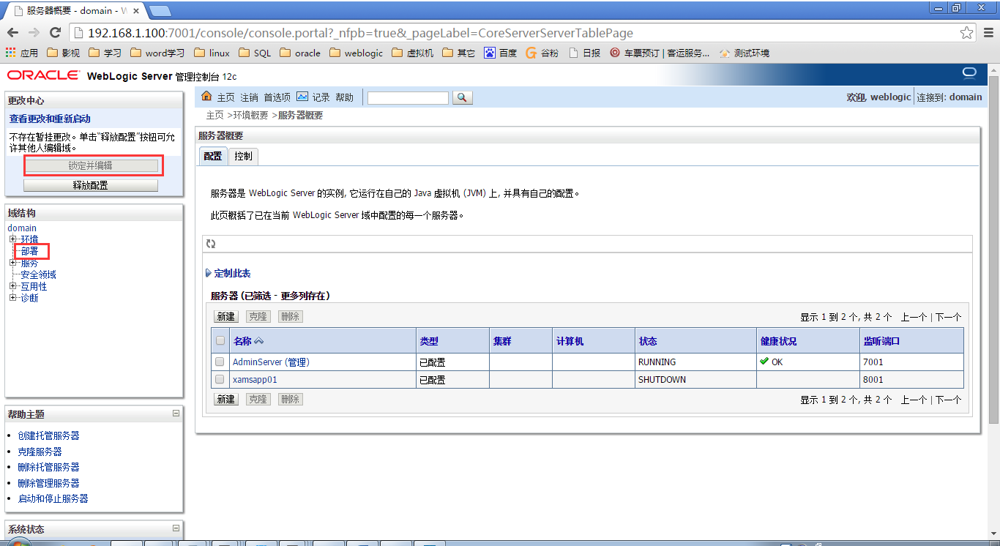 服务器概要 - domain - W
192.168.1.100:7001/console/console.portal?_nfpb=true&_pageLabel=CoreServerServerTablePage
应用 影视 学习 word学习 linux SQL oracle weblogic 虚拟机 其它 百度 谷粉 日报 车票预订 | 客运服务... 测试环境
ORACLE WebLogic Server 管理控制台 12c
更改中心
查看更改和重新启动
不存在暂挂更改。单击"释放配置"按钮可允
许其他人编辑域。
锁定并编辑
释放配置
域结构
domain
环境
部署
服务
安全领域
互用性
诊断
帮助主题
创建托管服务器
克隆服务器
删除托管服务器
删除管理服务器
启动和停止服务器
系统状态
主页 注销 首选项 记录 帮助
欢迎, weblogic 连接到: domain
主页 >环境概要 >服务器概要
服务器概要
配置 控制
服务器是 WebLogic Server 的实例, 它运行在自己的 Java 虚拟机 (JVM) 上, 并具有自己的配置。
此页概括了已在当前 WebLogic Server 域中配置的每一个服务器。
定制此表
服务器 (已筛选 - 更多列存在)
新建 克隆 删除 显示 1 到 2 个, 共 2 个 上一个 | 下一个
名称 类型 集群 计算机 状态 健康状况 监听端口
AdminServer (管理) 已配置 RUNNING OK 7001
xamsapp01 已配置 SHUTDOWN 8001
新建 克隆 删除 显示 1 到 2 个, 共 2 个 上一个 | 下一个